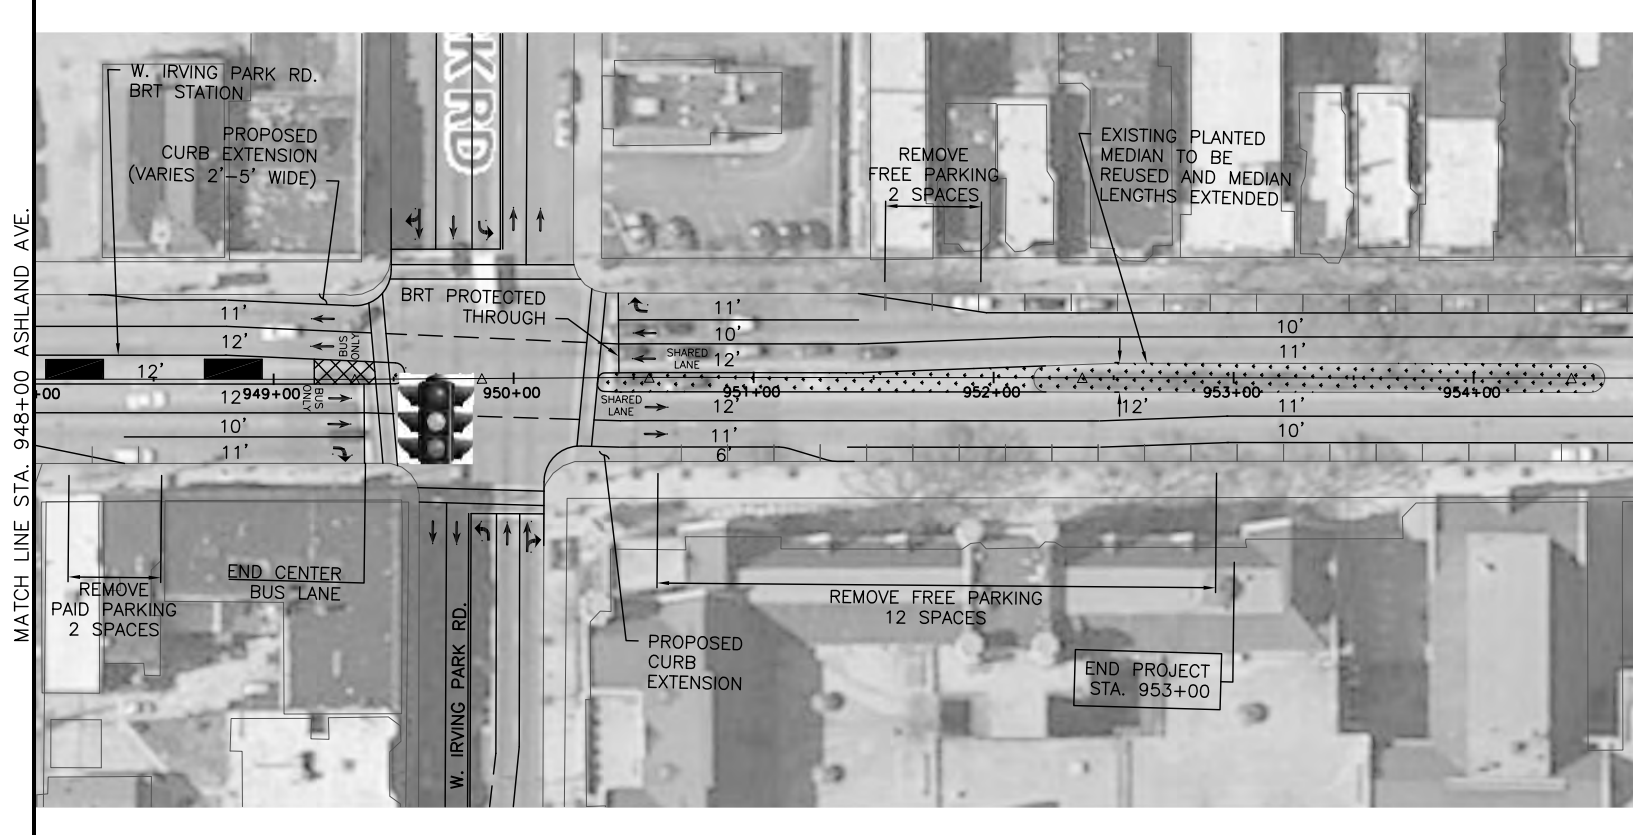 W. IRVING PARK RD.
BRT STATION
PROPOSED
CURB EXTENSION
(VARIES 2'-5' WIDE)
KRD
REMOVE
FREE PARKING
2 SPACES
EXISTING PLANTED
MEDIAN TO BE
REUSED AND MEDIAN
LENGTHS EXTENDED
MATCH LINE STA. 948+00 ASHLAND AVE.
BRT PROTECTED
THROUGH
11'
12'
BUS
ONLY
12'
+00
949+00
950+00
12'
BUS
ONLY
10'
11'
11'
10'
SHARED
LANE
12'
951+00
952+00
953+00
954+00
SHARED
LANE
12'
11'
6'
10'
11'
12'
11'
10'
REMOVE
PAID PARKING
2 SPACES
END CENTER
BUS LANE
W. IRVING PARK RD.
PROPOSED
CURB
EXTENSION
REMOVE FREE PARKING
12 SPACES
END PROJECT
STA. 953+00